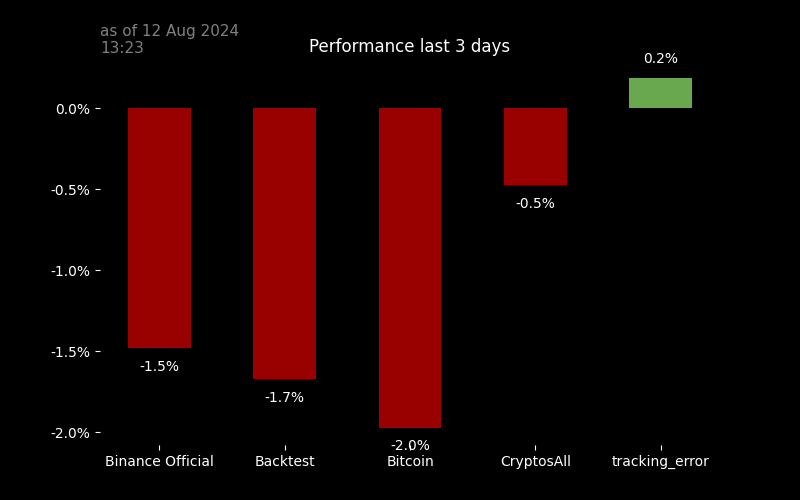 as of 12 Aug 2024
13:23
Performance last 3 days
0.2%
0.0%
-0.5%
-0.5%
-1.0%
-1.5%
-1.5%
-1.7%
-2.0%
-2.0%
Binance Official
Backtest
Bitcoin
CryptosAll
tracking_error